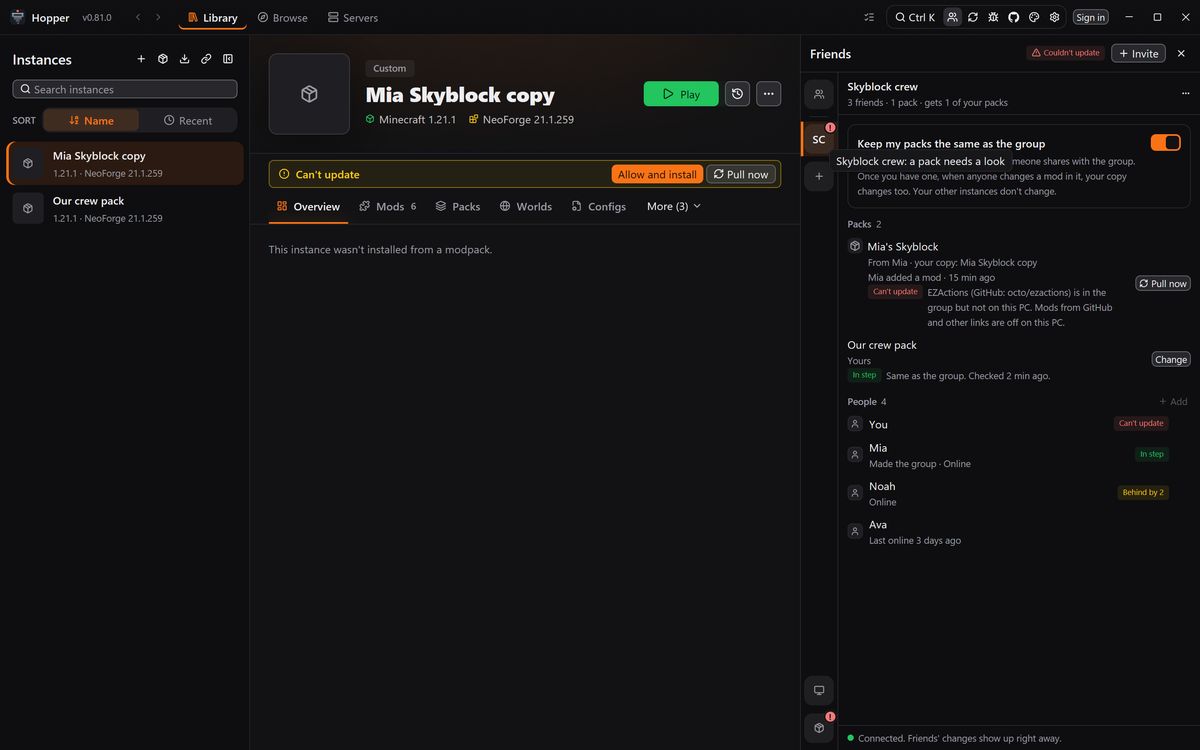 Hopper v0.81.0 Library Browse Servers Ctrl K Sign in
Instances
Search instances
SORT Name Recent
Mia Skyblock copy
1.21.1 · NeoForge 21.1.259
Our crew pack
1.21.1 · NeoForge 21.1.259
Custom
Mia Skyblock copy
Minecraft 1.21.1 NeoForge 21.1.259
Play
Can't update Allow and install Pull now
Overview Mods 6 Packs Worlds Configs More (3)
This instance wasn't installed from a modpack.
Friends Couldn't update Invite
SC !
Skyblock crew
3 friends · 1 pack · gets 1 of your packs
Keep my packs the same as the group
Skyblock crew: a pack needs a look
meone shares with the group.
Once you have one, when anyone changes a mod in it, your copy
changes too. Your other instances don't change.
Packs 2
Mia's Skyblock
From Mia · your copy: Mia Skyblock copy
Mia added a mod · 15 min ago
Pull now
Can't update EZActions (GitHub: octo/ezactions) is in the
group but not on this PC. Mods from GitHub
and other links are off on this PC.
Our crew pack
Yours
Change
In step Same as the group. Checked 2 min ago.
People 4 + Add
You Can't update
Mia
Made the group · Online
In step
Noah
Online
Behind by 2
Ava
Last online 3 days ago
!
Connected. Friends' changes show up right away.